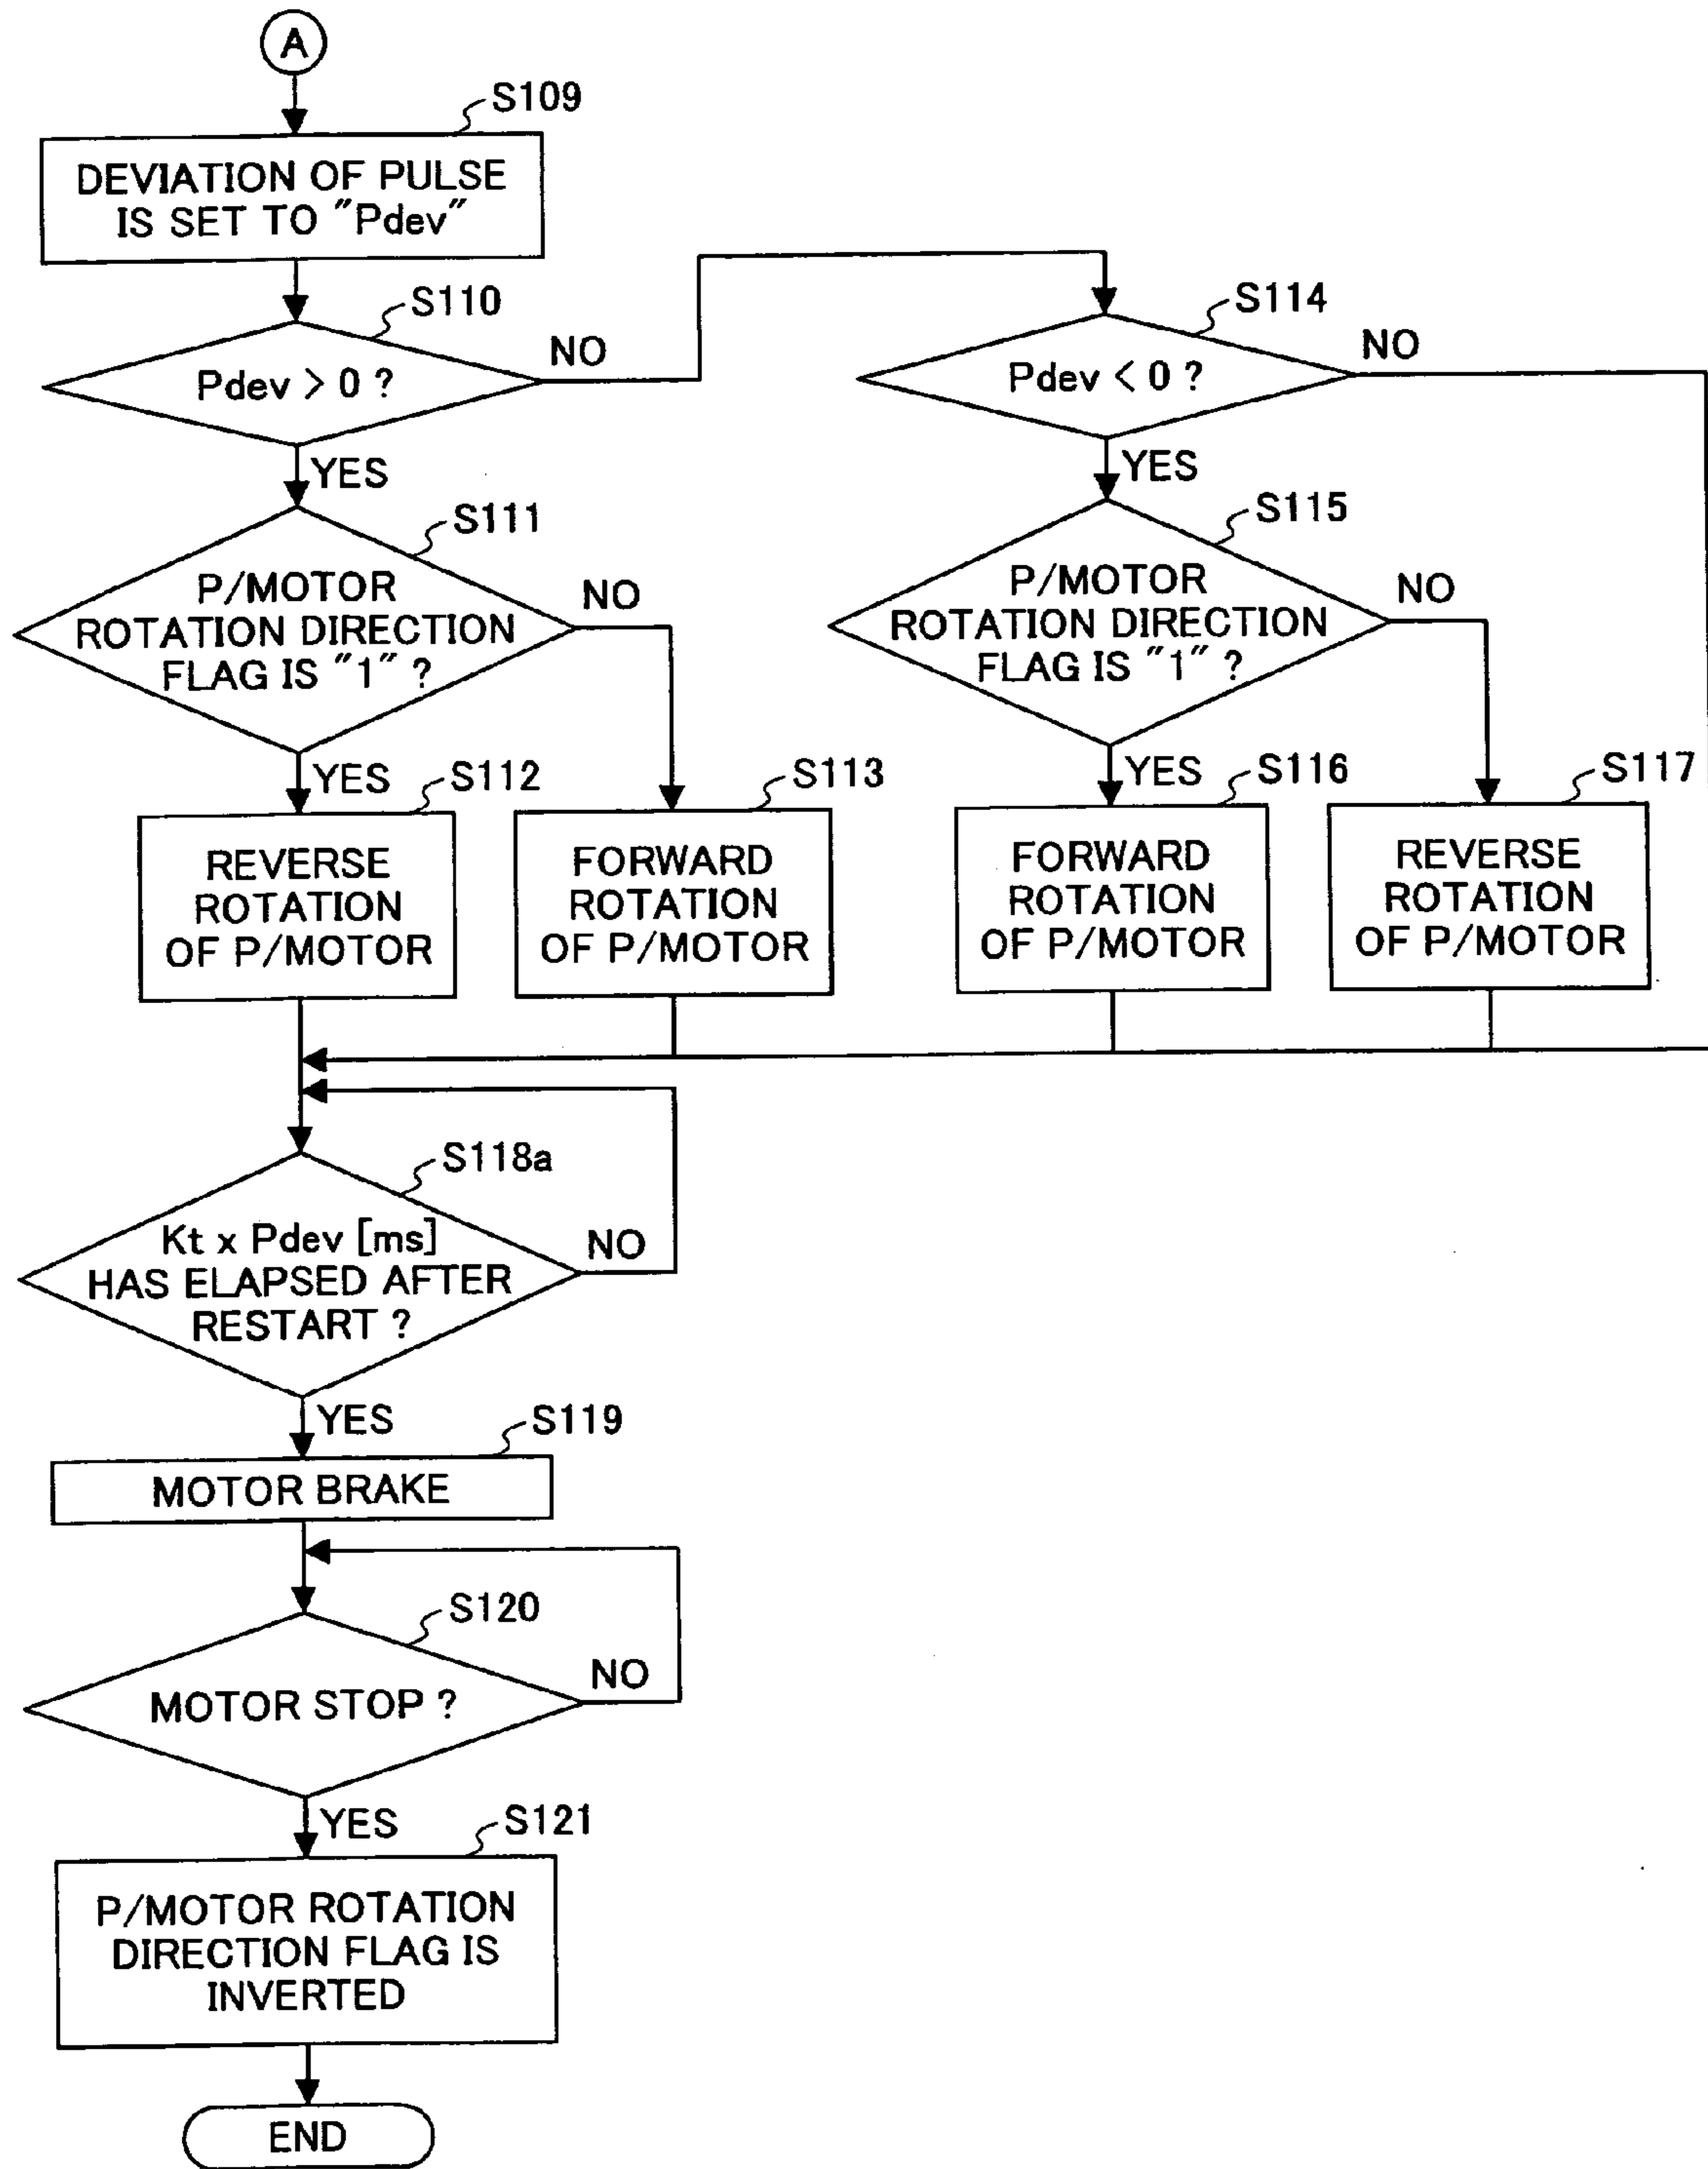 A
S109
DEVIATION OF PULSE
IS SET TO "Pdev"
S110
Pdev > 0 ?
NO
YES
S114
Pdev < 0 ?
NO
YES
S111
P/MOTOR
ROTATION DIRECTION
FLAG IS "1" ?
NO
YES
S115
P/MOTOR
ROTATION DIRECTION
FLAG IS "1" ?
NO
YES
S112
REVERSE
ROTATION
OF P/MOTOR
S113
FORWARD
ROTATION
OF P/MOTOR
S116
FORWARD
ROTATION
OF P/MOTOR
S117
REVERSE
ROTATION
OF P/MOTOR
S118a
Kt x Pdev [ms]
HAS ELAPSED AFTER
RESTART ?
NO
YES
S119
MOTOR BRAKE
S120
MOTOR STOP ?
NO
YES
S121
P/MOTOR ROTATION
DIRECTION FLAG IS
INVERTED
END